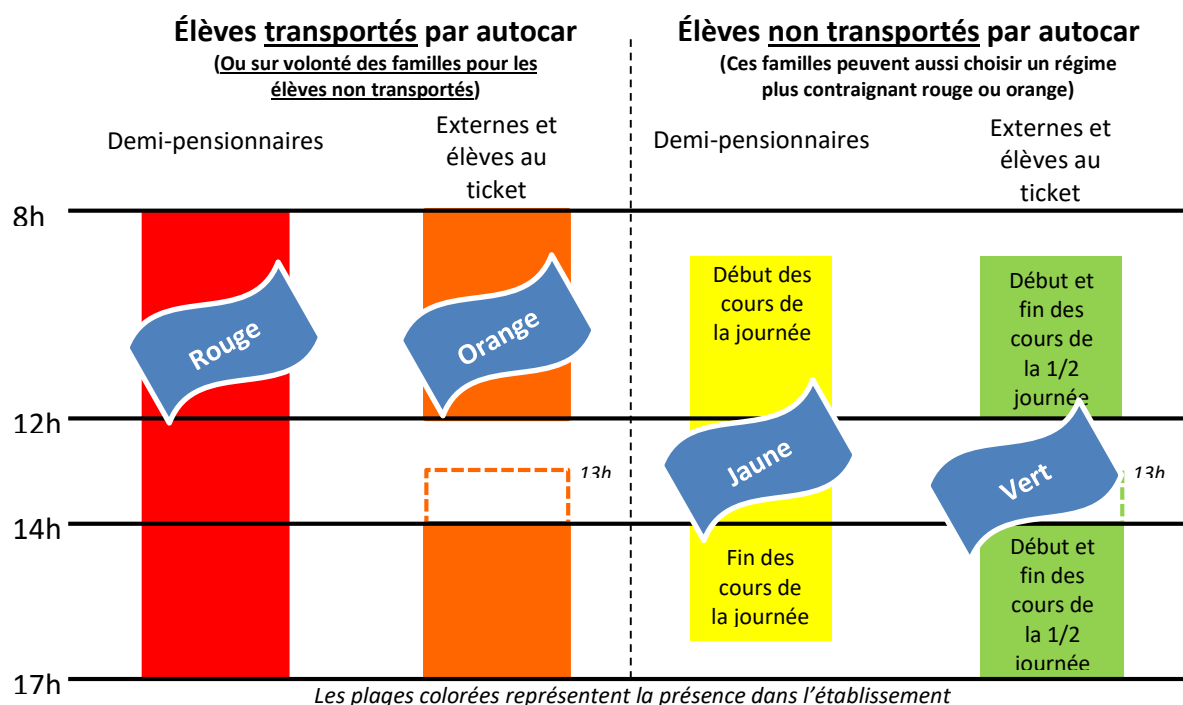 Élèves transportés par autocar
(Ou sur volonté des familles pour les
élèves non transportés)
Demi-pensionnaires
Externes et
élèves au
ticket
Élèves non transportés par autocar
(Ces familles peuvent aussi choisir un régime
plus contraignant rouge ou orange)
Demi-pensionnaires
Externes et
élèves au
ticket
8h
Rouge
Orange
Début des
cours de
la journée
Début et
fin des
cours de
la 1/2
journée
12h
Jaune
Vert
13h
13h
14h
Fin des
cours de
la journée
Début et
fin des
cours de
la 1/2
journée
17h
Les plages colorées représentent la présence dans l'établissement